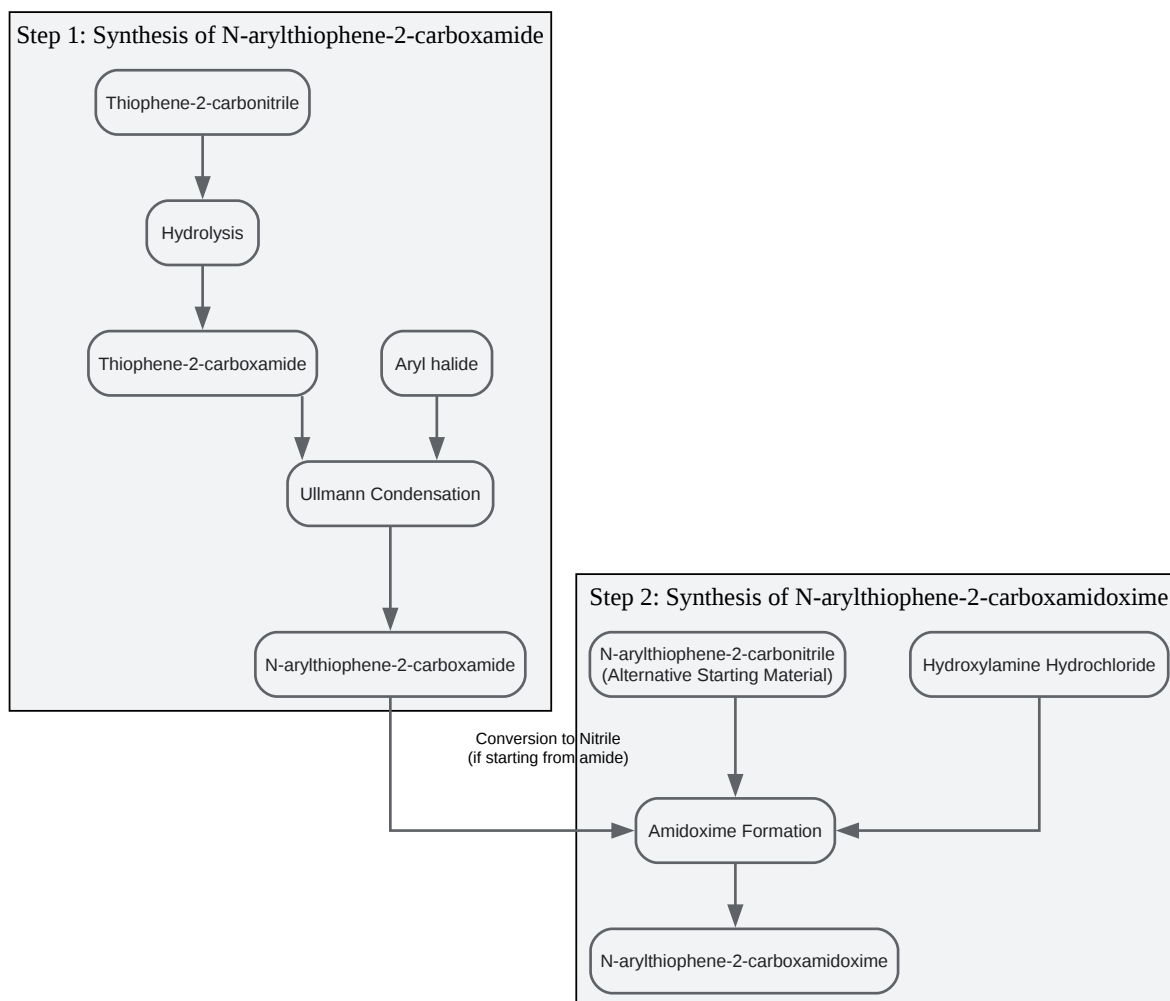 Step 1: Synthesis of N-arylthiophene-2-carboxamide
Thiophene-2-carbonitrile
Hydrolysis
Thiophene-2-carboxamide
Aryl halide
Ullmann Condensation
N-arylthiophene-2-carboxamide
Conversion to Nitrile
(if starting from amide)
Step 2: Synthesis of N-arylthiophene-2-carboxamidoxime
N-arylthiophene-2-carbonitrile
(Alternative Starting Material)
Hydroxylamine Hydrochloride
Amidoxime Formation
N-arylthiophene-2-carboxamidoxime